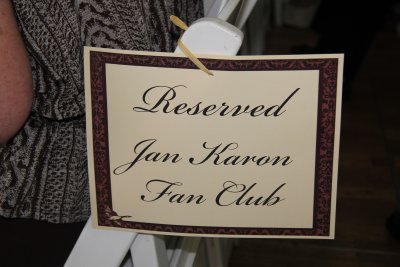 Reserved
Jan Karon
Fan Club